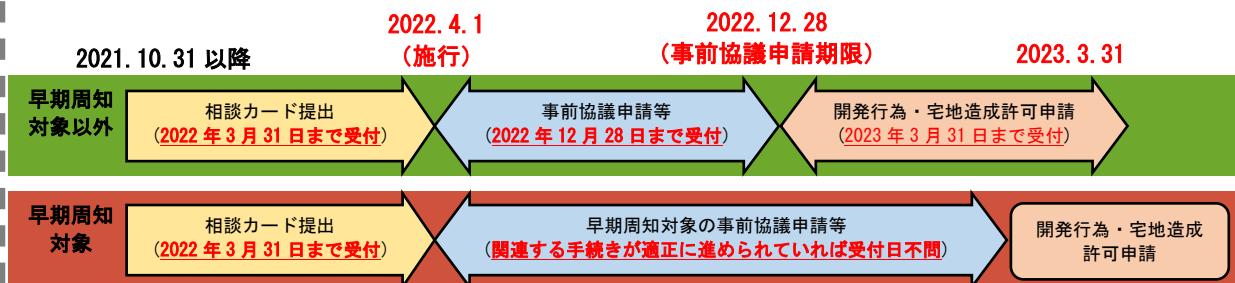 2021.10.31 以降
2022.4.1
(施行)
2022.12.28
(事前協議申請期限)
2023.3.31
早期周知
対象以外
相談カード提出
(2022 年 3 月 31 日まで受付)
事前協議申請等
(2022 年 12 月 28 日まで受付)
開発行為・宅地造成許可申請
(2023 年 3 月 31 日まで受付)
早期周知
対象
相談カード提出
(2022 年 3 月 31 日まで受付)
早期周知対象の事前協議申請等
(関連する手続きが適正に進められていれば受付日不問)
開発行為・宅地造成
許可申請